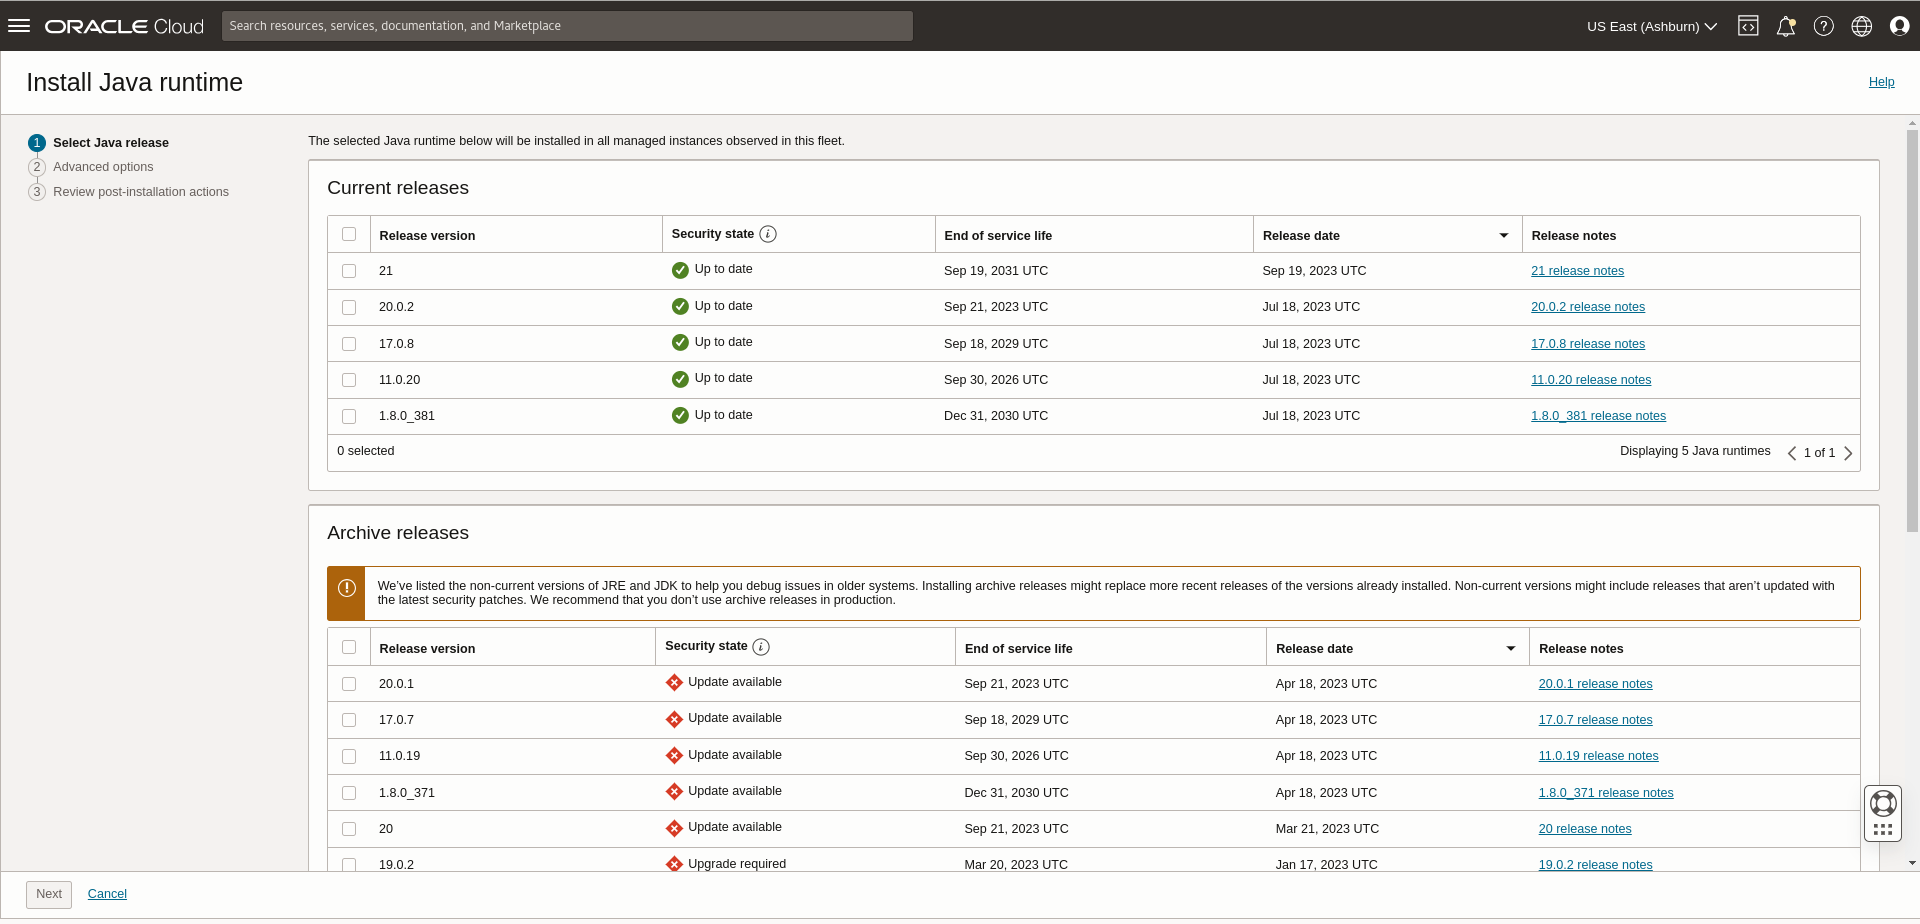 ORACLE Cloud
Search resources, services, documentation, and Marketplace
US East (Ashburn)
Install Java runtime
Help
1 Select Java release
2 Advanced options
3 Review post-installation actions
The selected Java runtime below will be installed in all managed instances observed in this fleet.
Current releases
Release version Security state i End of service life Release date Release notes
21 Up to date Sep 19, 2031 UTC Sep 19, 2023 UTC 21 release notes
20.0.2 Up to date Sep 21, 2023 UTC Jul 18, 2023 UTC 20.0.2 release notes
17.0.8 Up to date Sep 18, 2029 UTC Jul 18, 2023 UTC 17.0.8 release notes
11.0.20 Up to date Sep 30, 2026 UTC Jul 18, 2023 UTC 11.0.20 release notes
1.8.0_381 Up to date Dec 31, 2030 UTC Jul 18, 2023 UTC 1.8.0_381 release notes
0 selected Displaying 5 Java runtimes 1 of 1
Archive releases
We've listed the non-current versions of JRE and JDK to help you debug issues in older systems. Installing archive releases might replace more recent releases of the versions already installed. Non-current versions might include releases that aren't updated with
the latest security patches. We recommend that you don't use archive releases in production.
Release version Security state i End of service life Release date Release notes
20.0.1 Update available Sep 21, 2023 UTC Apr 18, 2023 UTC 20.0.1 release notes
17.0.7 Update available Sep 18, 2029 UTC Apr 18, 2023 UTC 17.0.7 release notes
11.0.19 Update available Sep 30, 2026 UTC Apr 18, 2023 UTC 11.0.19 release notes
1.8.0_371 Update available Dec 31, 2030 UTC Apr 18, 2023 UTC 1.8.0_371 release notes
20 Update available Sep 21, 2023 UTC Mar 21, 2023 UTC 20 release notes
19.0.2 Upgrade required Mar 20, 2023 UTC Jan 17, 2023 UTC 19.0.2 release notes
Next Cancel